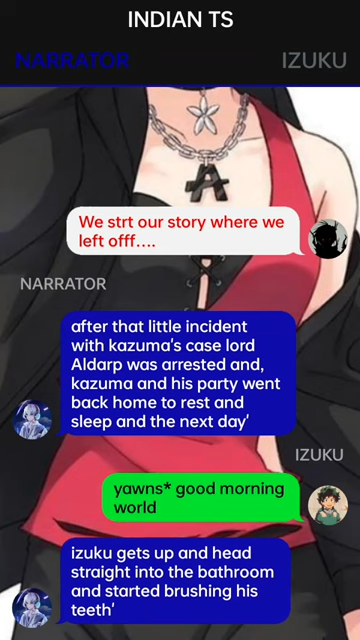 INDIAN TS
NARRATOR
IZUKU
We strt our story where we
left offf....
NARRATOR
after that little incident
with kazuma's case lord
Aldarp was arrested and,
kazuma and his party went
back home to rest and
sleep and the next day'
IZUKU
yawns* good morning
world
izuku gets up and head
straight into the bathroom
and started brushing his
teeth'